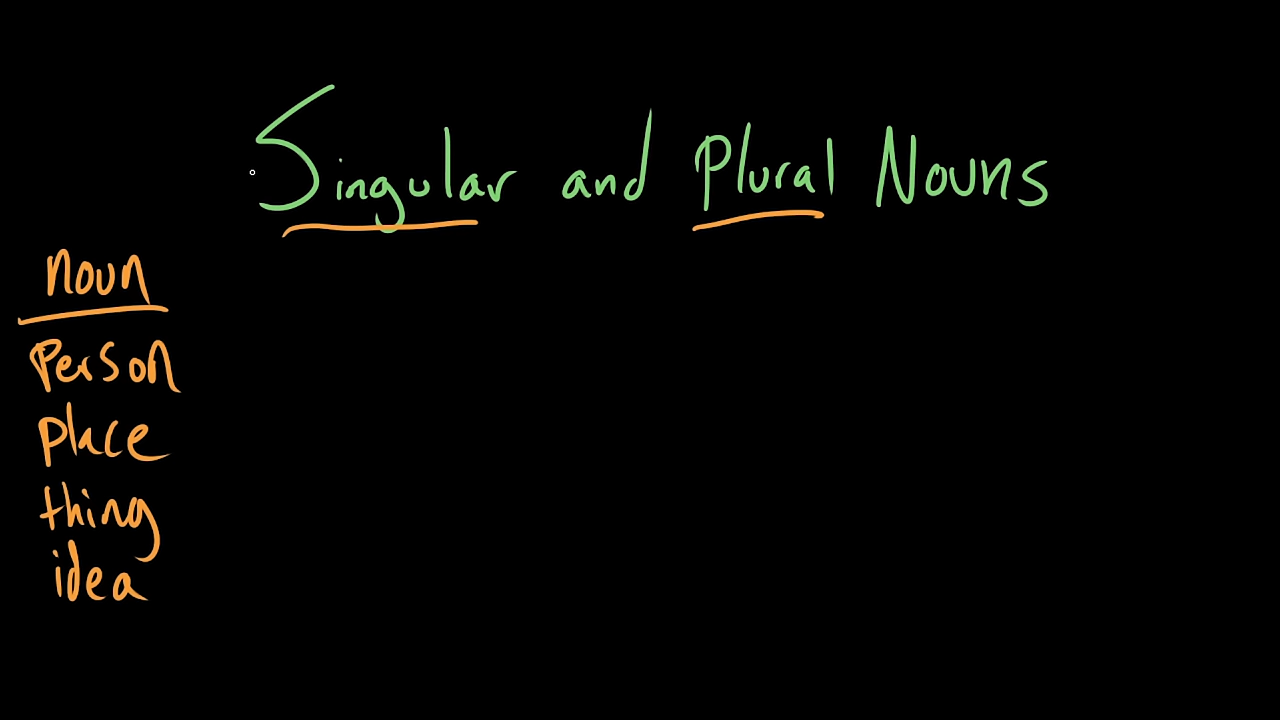 Singular and Plural Nouns
noun
person
place
thing
idea